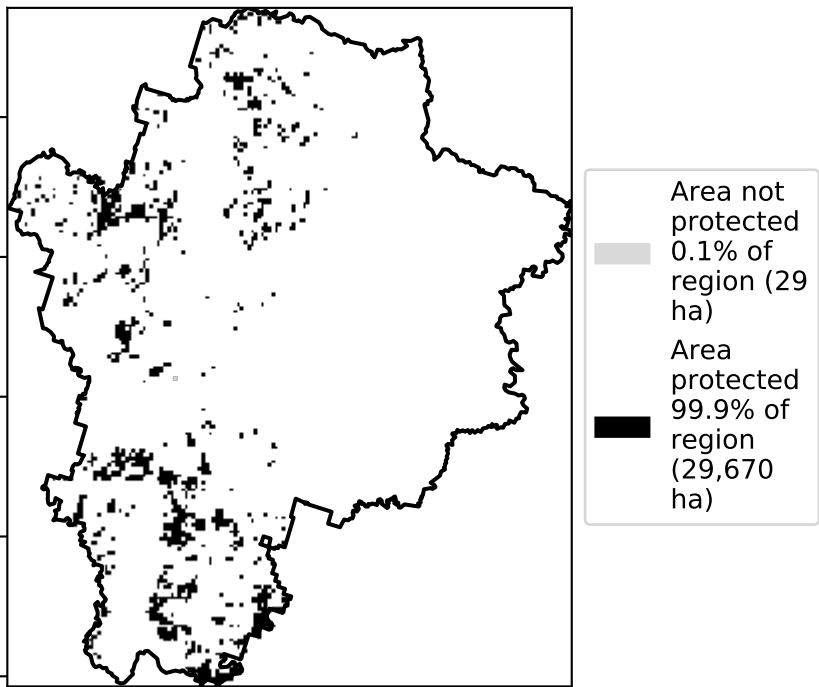 Area not
protected
0.1% of
region (29
ha)
Area
protected
99.9% of
region
(29,670
ha)